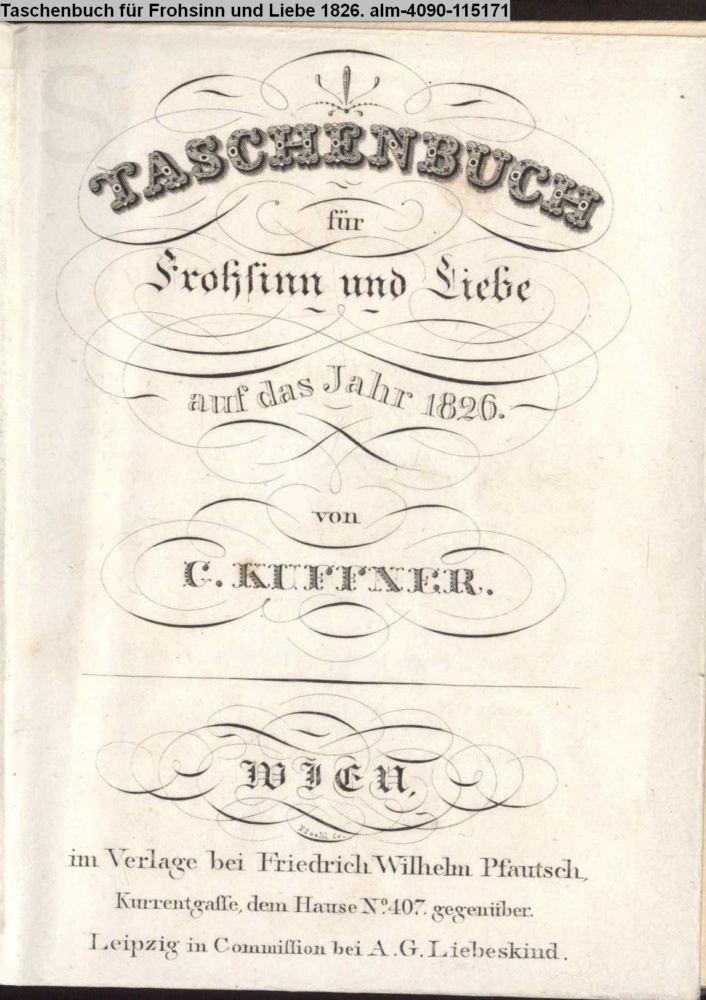 Taschenbuch für Frohsinn und Liebe 1826. alm-4090-115171
TASCHENBUCH
für
Frohsinn und Liebe
auf das Jahr 1826.
von
C. KUFFNER.
WIEN,
im Verlage bei Friedrich Wilhelm Pfautsch,
Kurrentgaſſe, dem Hause Nº. 407. gegenüber.
Leipzig in Commiſſion bei A. G. Liebeskind.